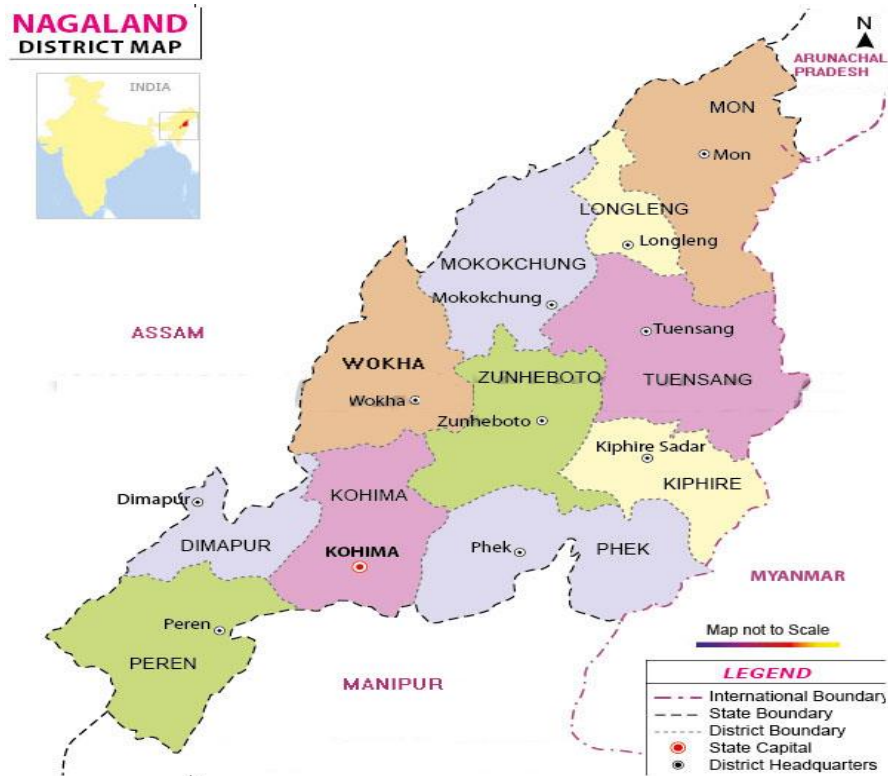 NAGALAND
DISTRICT MAP
INDIA
N
ARUNACHAL
PRADESH
MON
Mon
LONGLENG
Longleng
MOKOKCHUNG
Mokokchung
Tuensang
TUENSANG
ASSAM
WOKHA
Wokha
ZUNHEBOTO
Zunheboto
Kiphire Sadar
KIPHIRE
Dimapur
DIMAPUR
KOHIMA
KOHIMA
Phek
PHEK
MYANMAR
Peren
PEREN
MANIPUR
Map not to Scale
LEGEND
International Boundary
State Boundary
District Boundary
State Capital
District Headquarters